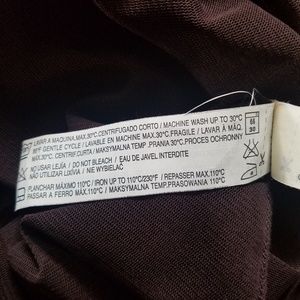 LAVAR A MAQUINA.MAX.30°C.CENTRIFUGADO CORTO / MACHINE WASH UP TO 30°C
86°F GENTLE CYCLE / LAVABLE EN MACHINE MAX.30°C.FRAGILE / LAVAR À MÁQ.
MAX.30°C. CENTRIF. CURTA / MAKSYMALNA TEMP .PRANIA 30°C.PROCES OCHRONNY
NO USAR LEJÍA / DO NOT BLEACH / EAU DE JAVEL INTERDITE
NÃO UTILIZAR LIXÍVIA / NIE WYBIELAĆ
PLANCHAR MÁXIMO 110°C / IRON UP TO 110°C/230°F / REPASSER MAX.110°C
PASSAR A FERRO MAX.110°C / MAKSYMALNA TEMP.PRASOWANIA 110°C